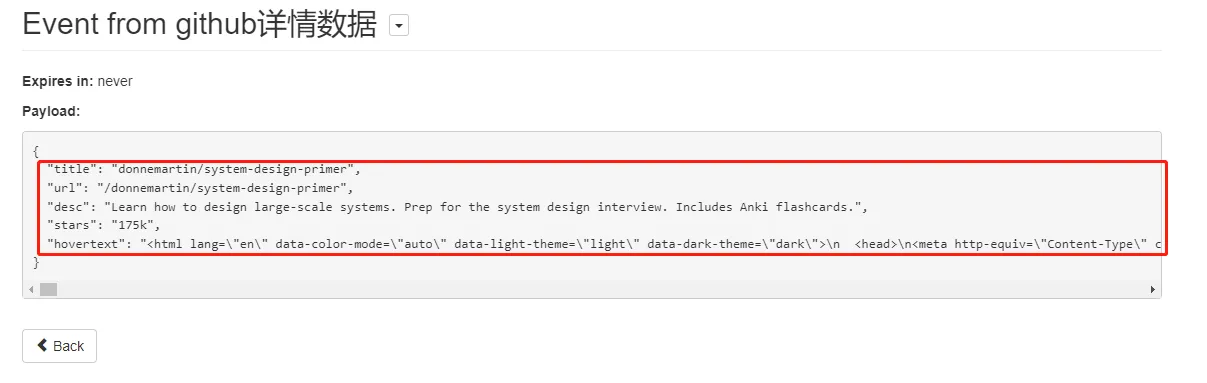 Event from github详情数据
Expires in: never
Payload:
{
  "title": "donnemartin/system-design-primer",
  "url": "/donnemartin/system-design-primer",
  "desc": "Learn how to design large-scale systems. Prep for the system design interview. Includes Anki flashcards.",
  "stars": "175k",
  "hovertext": "<html lang=\"en\" data-color-mode=\"auto\" data-light-theme=\"light\" data-dark-theme=\"dark\">\n  <head>\n<meta http-equiv=\"Content-Type\" c
}
Back